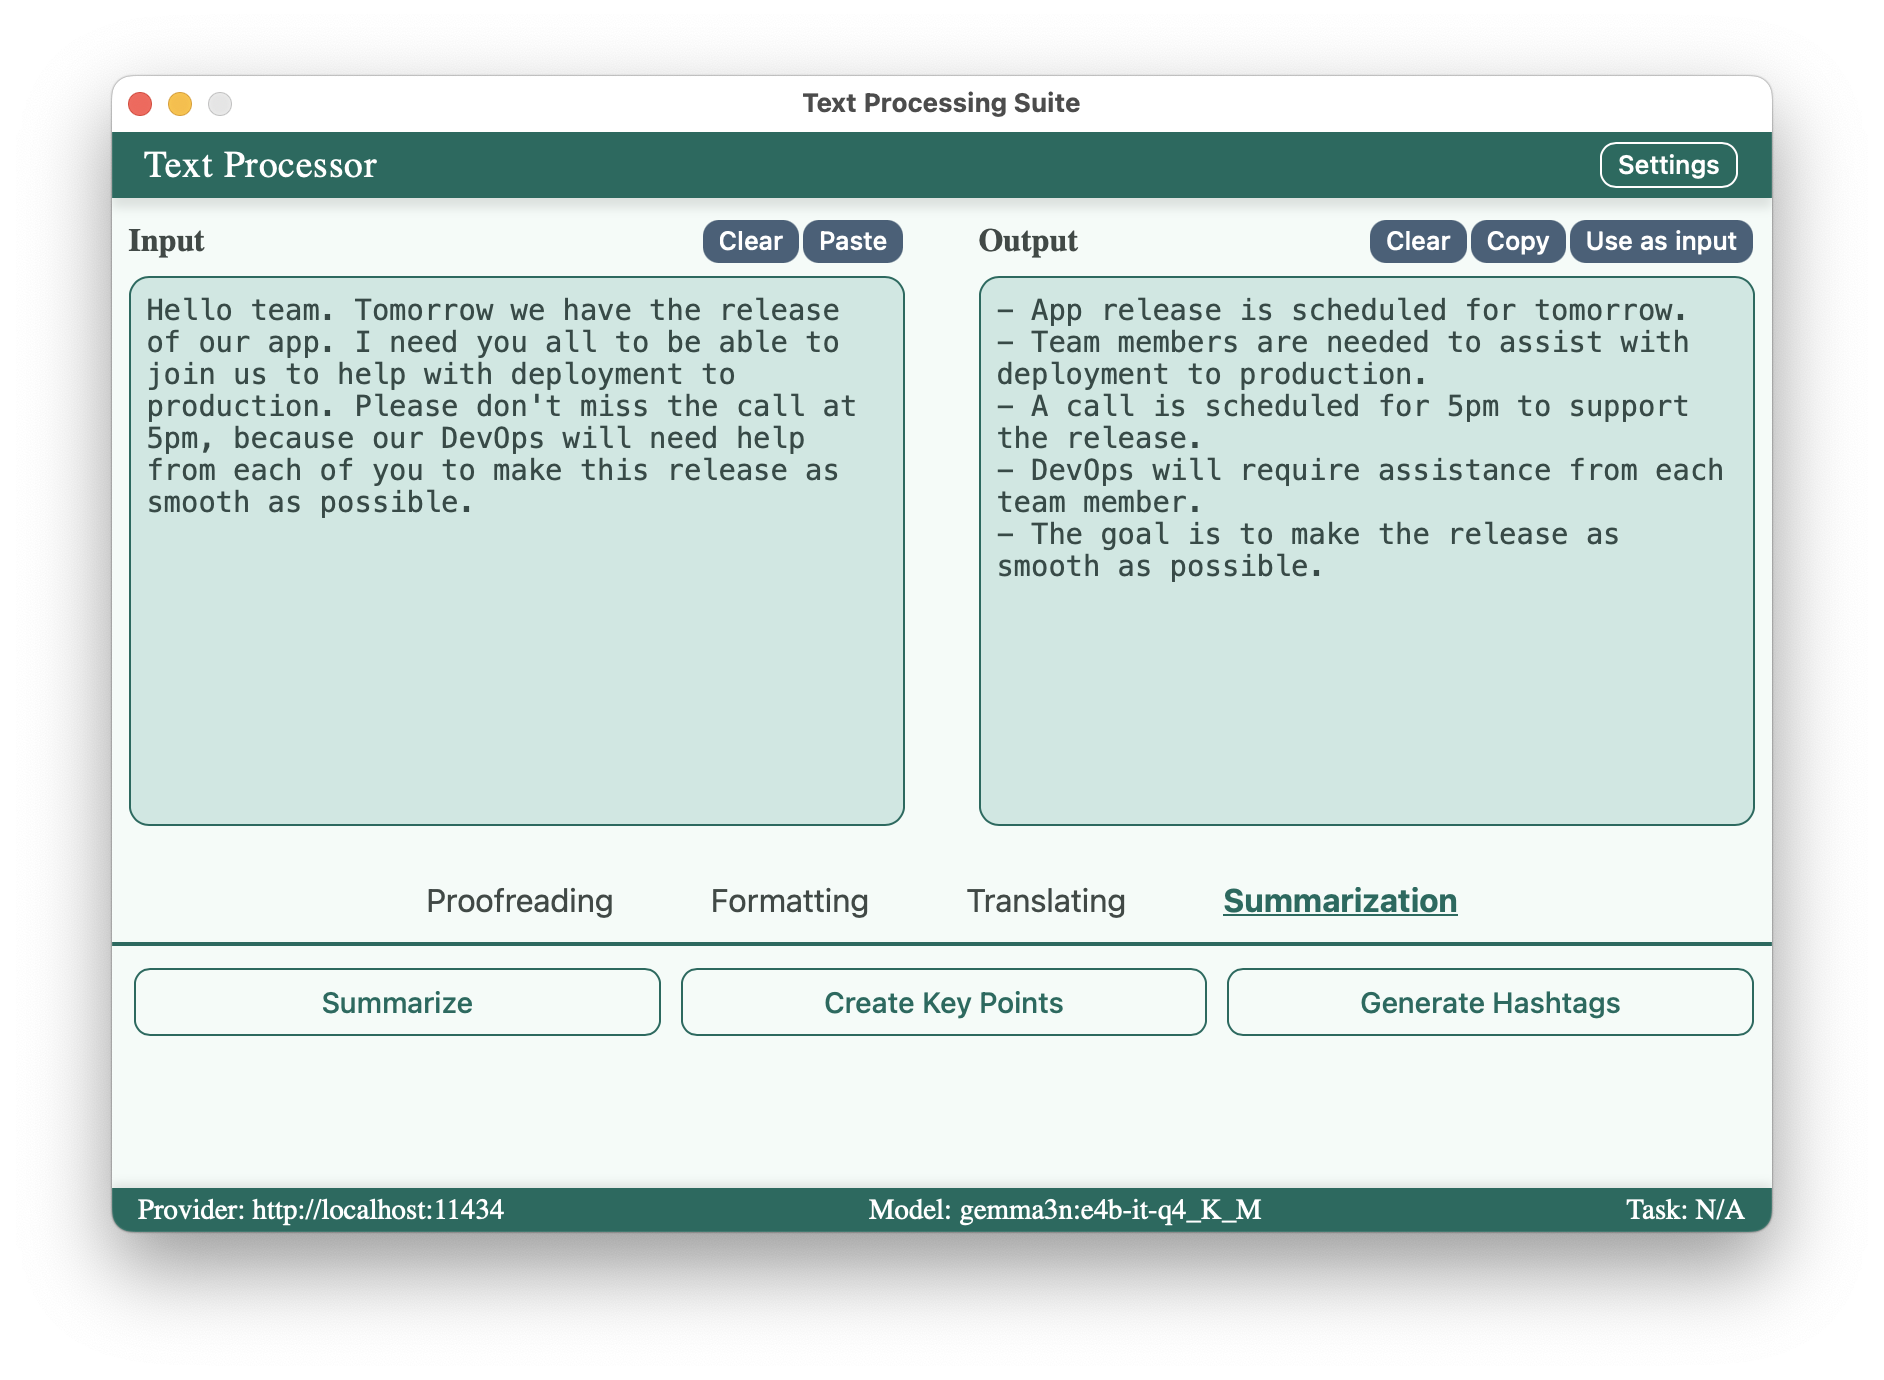 Text Processing Suite
Text Processor
Settings
Input
Clear
Paste
Hello team. Tomorrow we have the release
of our app. I need you all to be able to
join us to help with deployment to
production. Please don't miss the call at
5pm, because our DevOps will need help
from each of you to make this release as
smooth as possible.
Output
Clear
Copy
Use as input
– App release is scheduled for tomorrow.
– Team members are needed to assist with
deployment to production.
– A call is scheduled for 5pm to support
the release.
– DevOps will require assistance from each
team member.
– The goal is to make the release as
smooth as possible.
Proofreading
Formatting
Translating
Summarization
Summarize
Create Key Points
Generate Hashtags
Provider: http://localhost:11434
Model: gemma3n:e4b-it-q4_K_M
Task: N/A